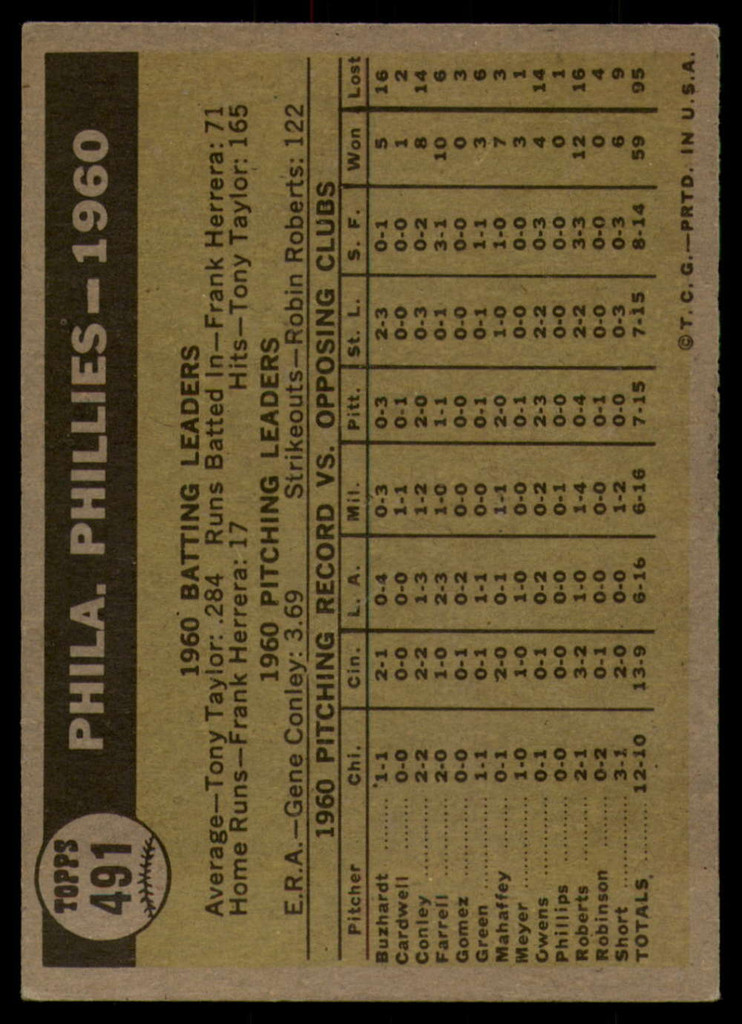 TOPPS
491
PHILA. PHILLIES—1960
1960 BATTING LEADERS
Average—Tony Taylor: .284 Runs Batted In—Frank Herrera: 71
Home Runs—Frank Herrera: 17 Hits—Tony Taylor: 165
1960 PITCHING LEADERS
E.R.A.—Gene Conley: 3.69 Strikeouts—Robin Roberts: 122
1960 PITCHING RECORD VS. OPPOSING CLUBS
Pitcher Chi. Cin. L. A. Mil. Pitt. St. L. S. F. Won Lost
Buzhardt 1-1 2-1 0-4 0-3 0-3 2-3 0-1 5 16
Cardwell 0-0 0-0 0-0 1-1 0-1 0-0 0-0 1 2
Conley 2-2 2-2 1-3 1-2 2-0 0-3 0-2 8 14
Farrell 2-0 1-0 2-3 1-0 1-1 0-1 3-1 10 6
Gomez 0-0 0-1 0-2 0-0 0-0 0-0 0-0 0 3
Green 1-1 0-1 1-1 0-0 0-1 0-1 1-1 3 6
Mahaffey 0-1 2-0 0-1 1-1 2-0 1-0 1-0 7 3
Meyer 1-0 1-0 1-0 0-0 0-1 0-0 0-0 3 1
Owens 0-1 0-1 0-2 0-2 2-3 2-2 0-3 4 14
Phillips 0-0 0-0 0-0 0-1 0-0 0-0 0-0 0 1
Roberts 2-1 3-2 1-0 1-4 0-4 2-2 3-3 12 16
Robinson 0-2 0-1 0-0 0-0 0-1 0-0 0-0 0 4
Short 3-1 2-0 0-0 1-2 0-0 0-3 0-3 6 9
TOTALS 12-10 13-9 6-16 6-16 7-15 7-15 8-14 59 95
©T. C. G.—PRTD. IN U.S.A.